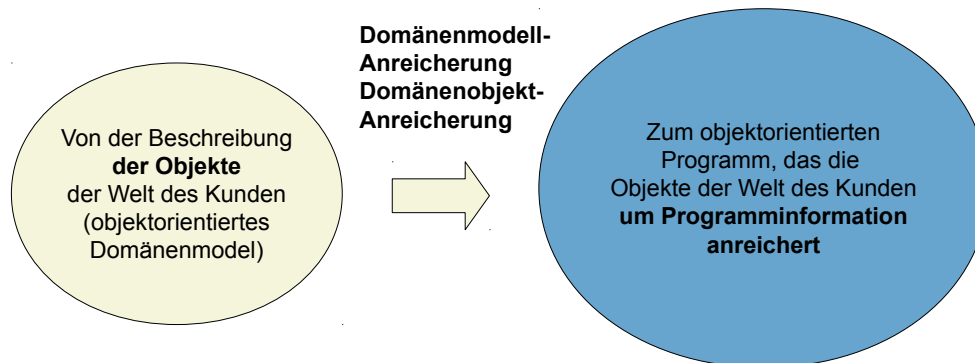 Domänenmodell-
Anreicherung
Domänenobjekt-
Anreicherung
Von der Beschreibung
der Objekte
der Welt des Kunden
(objektorientiertes
Domänenmodel)
Zum objektorientierten
Programm, das die
Objekte der Welt des Kunden
um Programminformation
anreichert